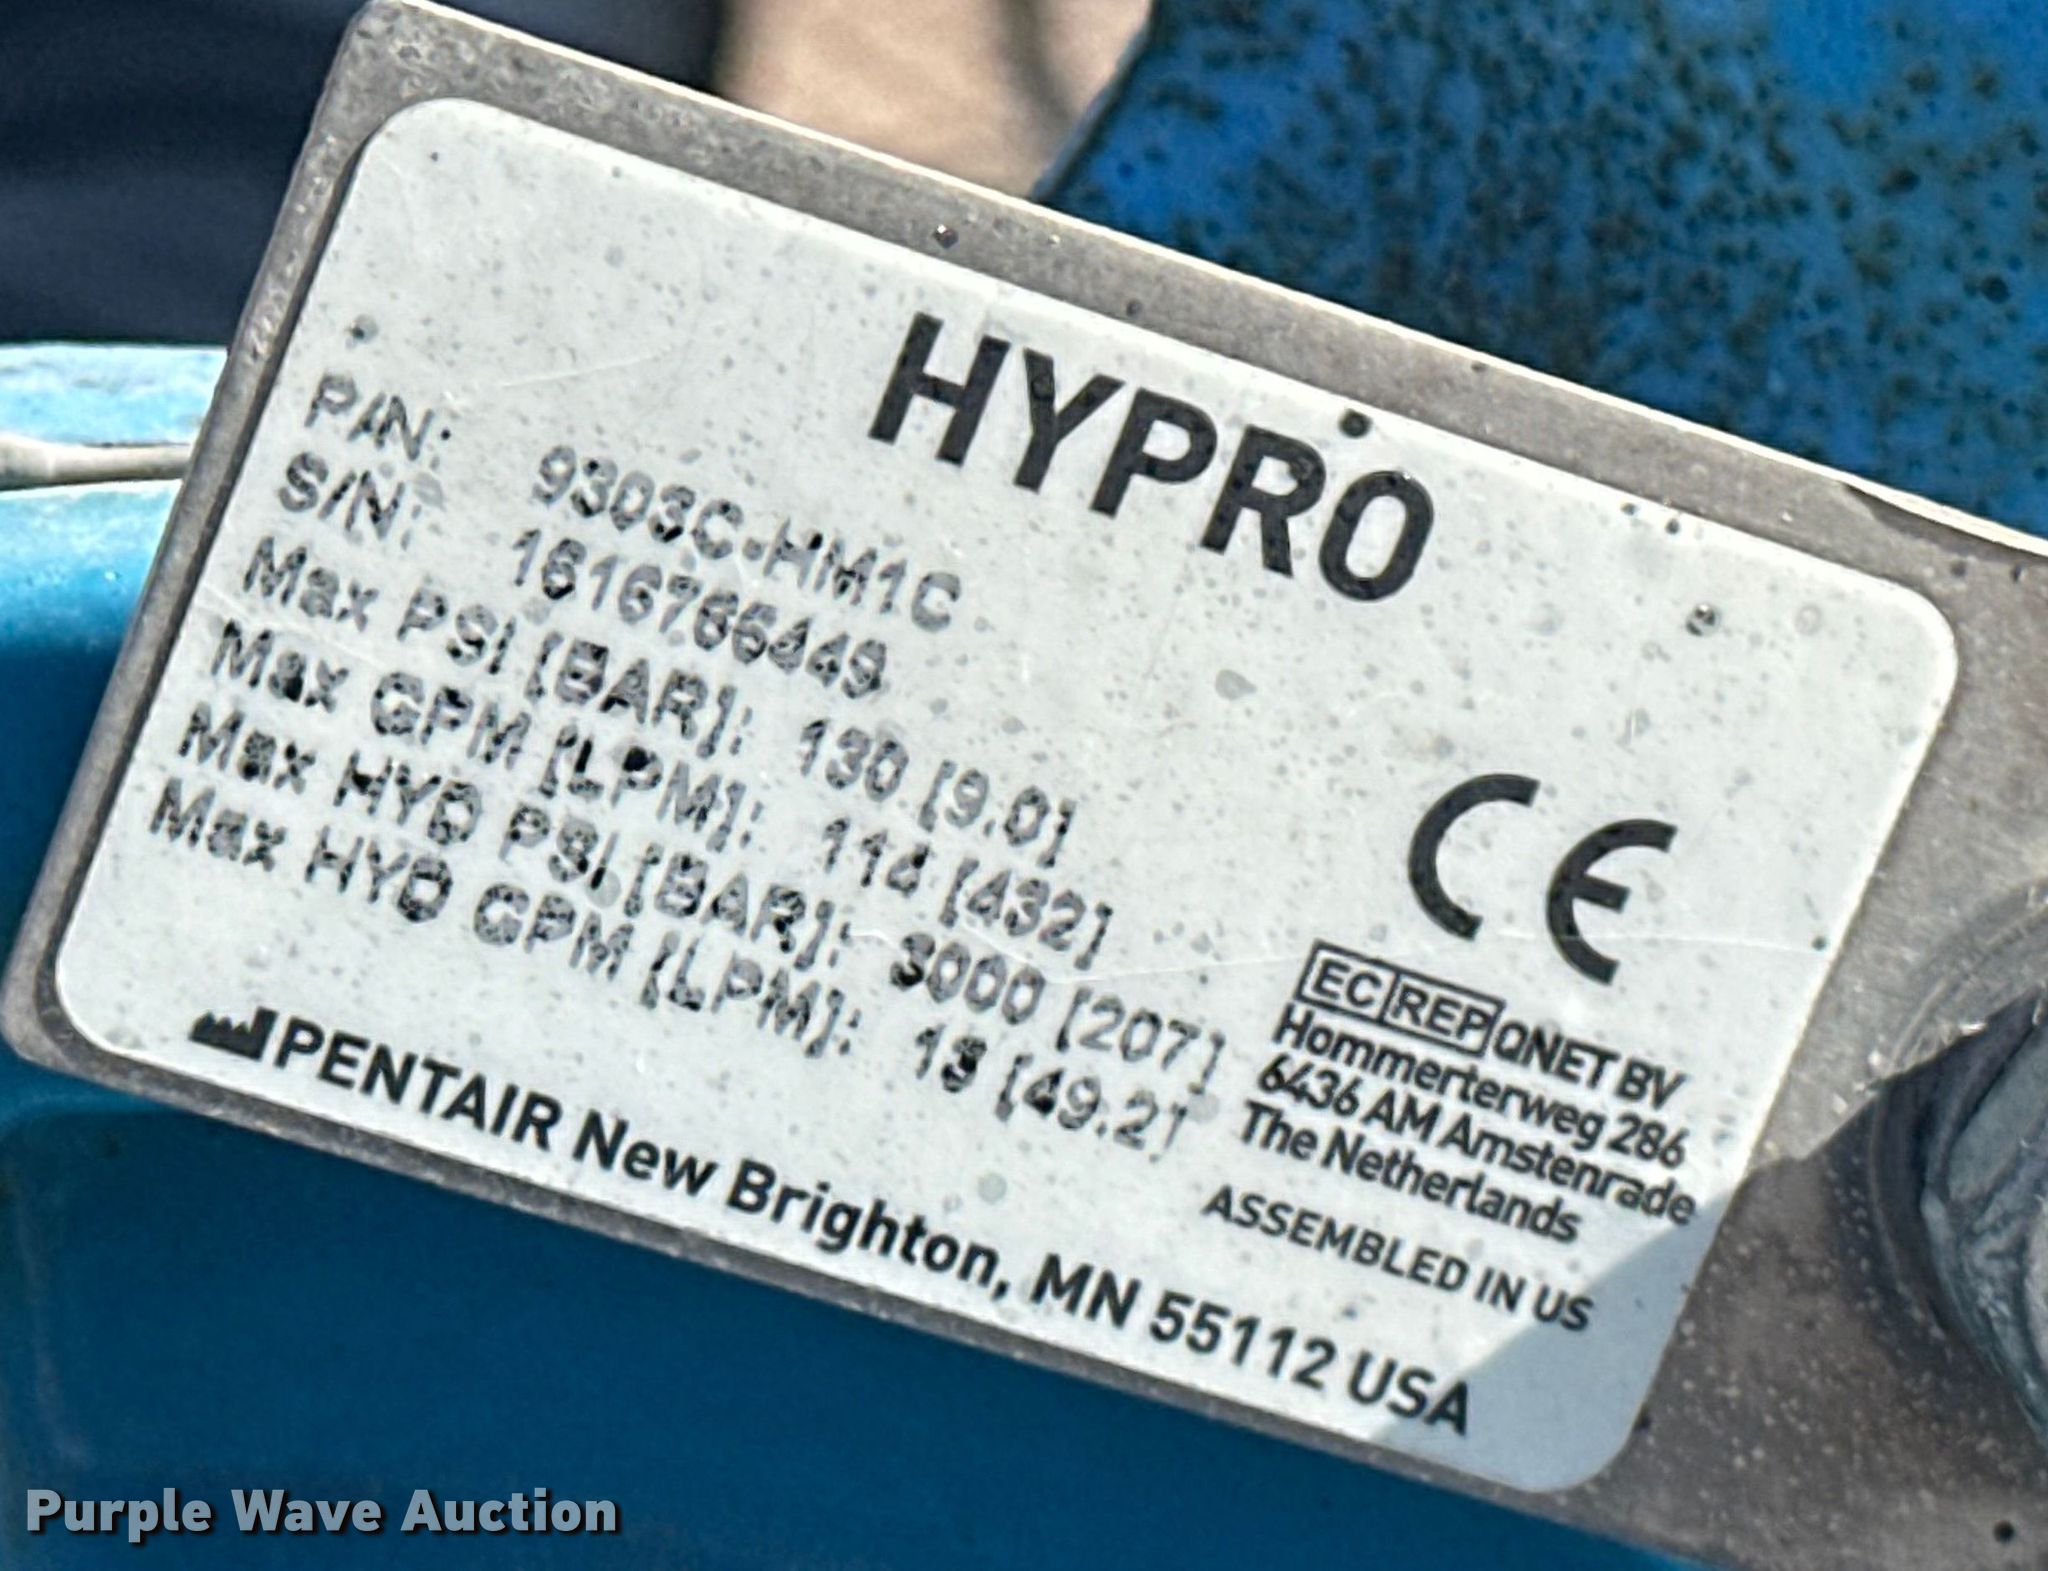 HYPRO
P/N: 9303C-HM1C
S/N: 1616766449
Max PSI [BAR]: 130 [9.0]
Max GPM [LPM]: 114 [432]
Max HYD PSI [BAR]: 3000 [207]
Max HYD GPM [LPM]: 13 [49.2]
CE
EC REP QNET BV
Hommerterweg 286
6436 AM Amstenrade
The Netherlands
ASSEMBLED IN US
PENTAIR New Brighton, MN 55112 USA
Purple Wave Auction